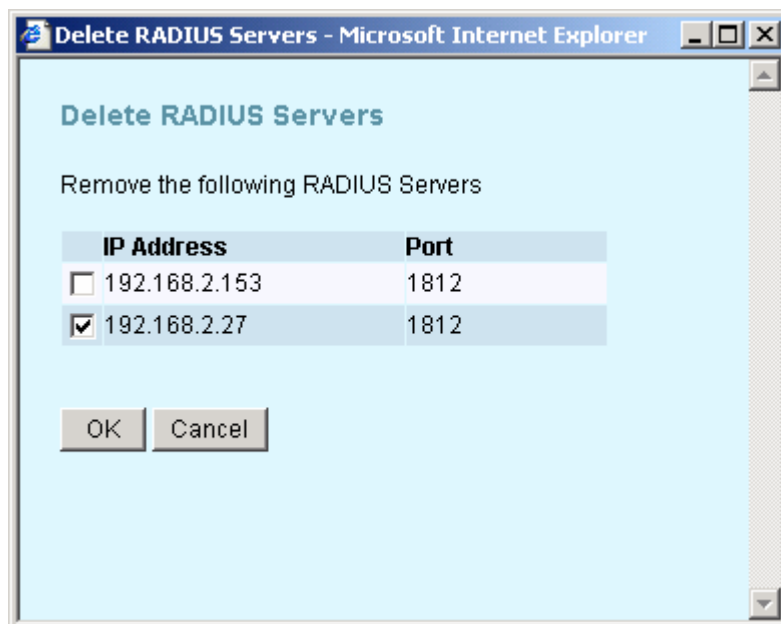 Delete RADIUS Servers - Microsoft Internet Explorer
Delete RADIUS Servers
Remove the following RADIUS Servers
IP Address Port
192.168.2.153 1812
192.168.2.27 1812
OK Cancel